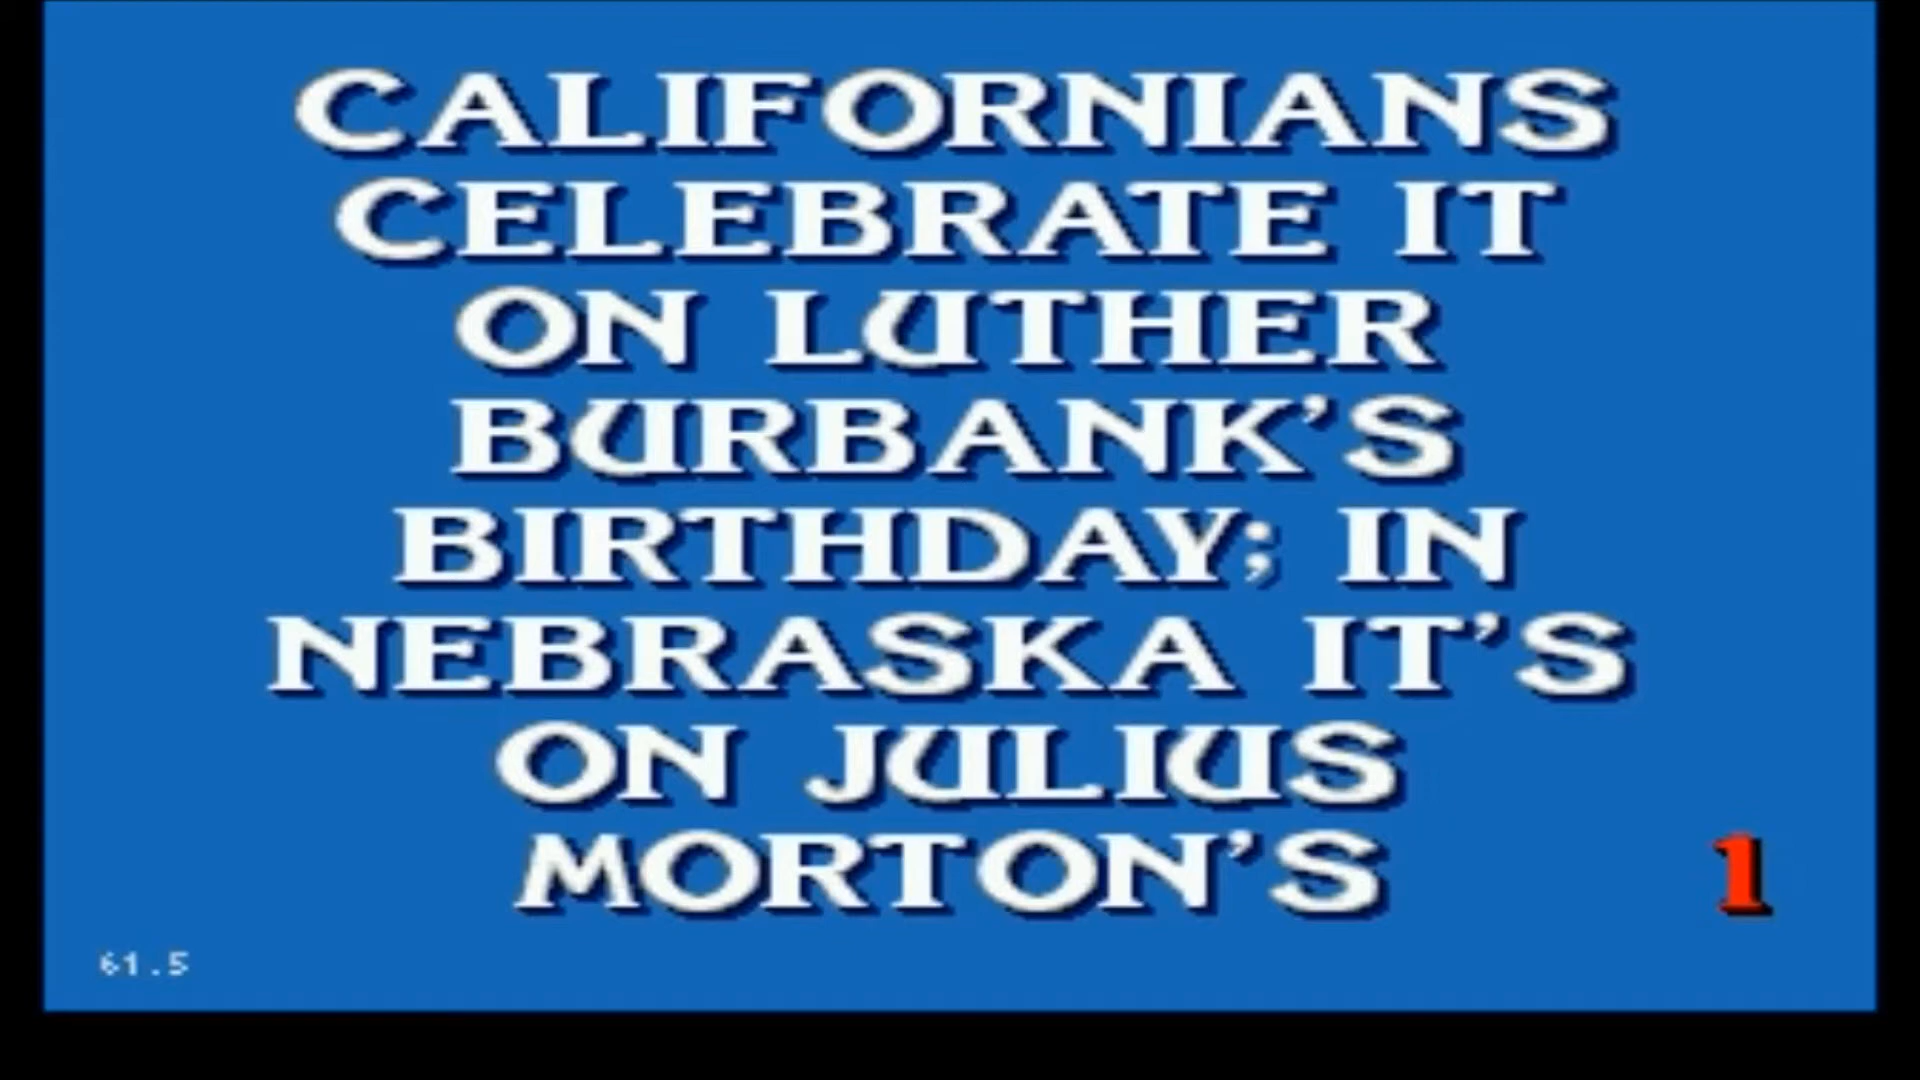 CALIFORNIANS
CELEBRATE IT
ON LUTHER
BURBANK'S
BIRTHDAY; IN
NEBRASKA IT'S
ON JULIUS
MORTON'S
1
61.5